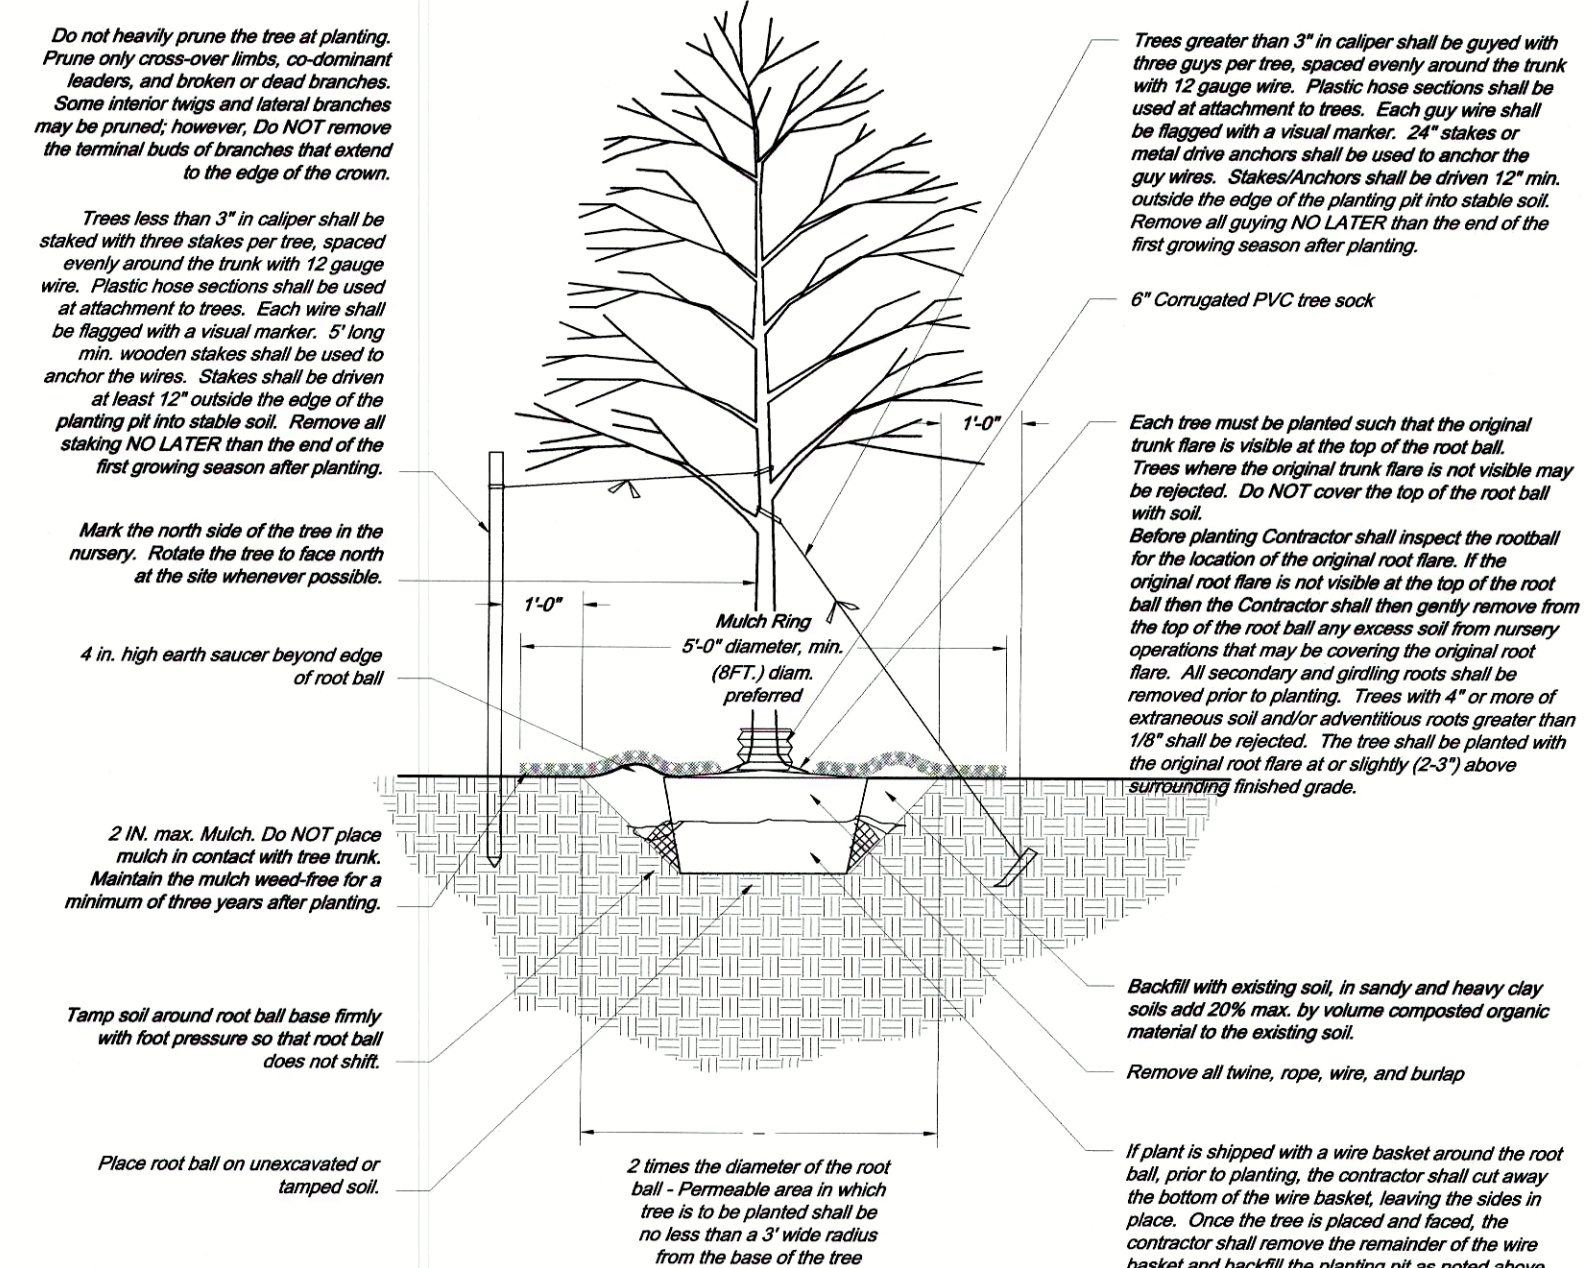 Do not heavily prune the tree at planting.
Prune only cross-over limbs, co-dominant
leaders, and broken or dead branches.
Some interior twigs and lateral branches
may be pruned; however, Do NOT remove
the terminal buds of branches that extend
to the edge of the crown.
Trees less than 3" in caliper shall be
staked with three stakes per tree, spaced
evenly around the trunk with 12 gauge
wire. Plastic hose sections shall be used
at attachment to trees. Each wire shall
be flagged with a visual marker. 5' long
min. wooden stakes shall be used to
anchor the wires. Stakes shall be driven
at least 12" outside the edge of the
planting pit into stable soil. Remove all
staking NO LATER than the end of the
first growing season after planting.
Mark the north side of the tree in the
nursery. Rotate the tree to face north
at the site whenever possible.
1'-0"
4 in. high earth saucer beyond edge
of root ball
2 IN. max. Mulch. Do NOT place
mulch in contact with tree trunk.
Maintain the mulch weed-free for a
minimum of three years after planting.
Tamp soil around root ball base firmly
with foot pressure so that root ball
does not shift.
Place root ball on unexcavated or
tamped soil.
Mulch Ring
5'-0" diameter, min.
(8FT.) diam.
preferred
2 times the diameter of the root
ball - Permeable area in which
tree is to be planted shall be
no less than a 3' wide radius
from the base of the tree
1'-0"
Trees greater than 3" in caliper shall be guyed with
three guys per tree, spaced evenly around the trunk
with 12 gauge wire. Plastic hose sections shall be
used at attachment to trees. Each guy wire shall
be flagged with a visual marker. 24" stakes or
metal drive anchors shall be used to anchor the
guy wires. Stakes/Anchors shall be driven 12" min.
outside the edge of the planting pit into stable soil.
Remove all guying NO LATER than the end of the
first growing season after planting.
6" Corrugated PVC tree sock
Each tree must be planted such that the original
trunk flare is visible at the top of the root ball.
Trees where the original trunk flare is not visible may
be rejected. Do NOT cover the top of the root ball
with soil.
Before planting Contractor shall inspect the rootball
for the location of the original root flare. If the
original root flare is not visible at the top of the root
ball then the Contractor shall then gently remove from
the top of the root ball any excess soil from nursery
operations that may be covering the original root
flare. All secondary and girdling roots shall be
removed prior to planting. Trees with 4" or more of
extraneous soil and/or adventitious roots greater than
1/8" shall be rejected. The tree shall be planted with
the original root flare at or slightly (2-3") above
surrounding finished grade.
Backfill with existing soil, in sandy and heavy clay
soils add 20% max. by volume composted organic
material to the existing soil.
Remove all twine, rope, wire, and burlap
If plant is shipped with a wire basket around the root
ball, prior to planting, the contractor shall cut away
the bottom of the wire basket, leaving the sides in
place. Once the tree is placed and faced, the
contractor shall remove the remainder of the wire
basket and backfill the planting pit as noted above